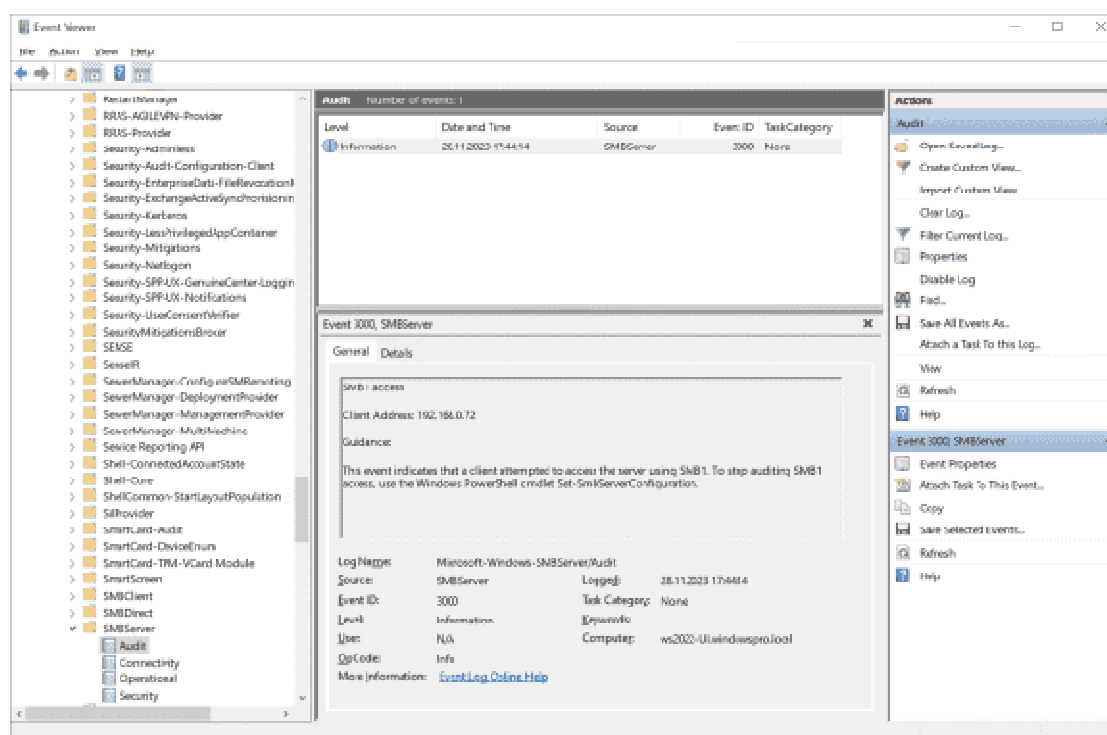 Event Viewer
File Action View Help
RestartManager
RRAS-AGILEVPN-Provider
RRAS-Provider
Security-Adminless
Security-Audit-Configuration-Client
Security-EnterpriseData-FileRevocationM
Security-ExchangeActiveSyncProvisionin
Security-Kerberos
Security-LessPrivilegedAppContainer
Security-Mitigations
Security-Netlogon
Security-SPP-UX-GenuineCenter-Loggin
Security-SPP-UX-Notifications
Security-UserConsentVerifier
SecurityMitigationsBroker
SENSE
SenseIR
ServerManager-ConfigureSMRemoting
ServerManager-DeploymentProvider
ServerManager-ManagementProvider
ServerManager-MultiMachine
Service Reporting API
Shell-ConnectedAccountState
Shell-Core
ShellCommon-StartLayoutPopulation
SilProvider
SmartCard-Audit
SmartCard-DeviceEnum
SmartCard-TPM-VCard-Module
SmartScreen
SMBClient
SMBDirect
SMBServer
Audit
Connectivity
Operational
Security
Audit Number of events: 1
Level Date and Time Source Event ID Task Category
Information 28.11.2023 17:44:14 SMBServer 3000 None
Event 3000, SMBServer
General Details
SMB1 access
Client Address: 192.168.0.72
Guidance:
This event indicates that a client attempted to access the server using SMB1. To stop auditing SMB1
access, use the Windows PowerShell cmdlet Set-SmbServerConfiguration.
Log Name: Microsoft-Windows-SMBServer/Audit
Source: SMBServer Logged: 28.11.2023 17:44:14
Event ID: 3000 Task Category: None
Level: Information Keywords:
User: N/A Computer: ws2022-UI.windowspro.local
OpCode: Info
More Information: Event Log Online Help
Actions
Audit
Open Saved Log...
Create Custom View...
Import Custom View
Clear Log...
Filter Current Log...
Properties
Disable Log
Find...
Save All Events As...
Attach a Task To this Log...
View
Refresh
Help
Event 3000, SMBServer
Event Properties
Attach Task To This Event...
Copy
Save Selected Events...
Refresh
Help